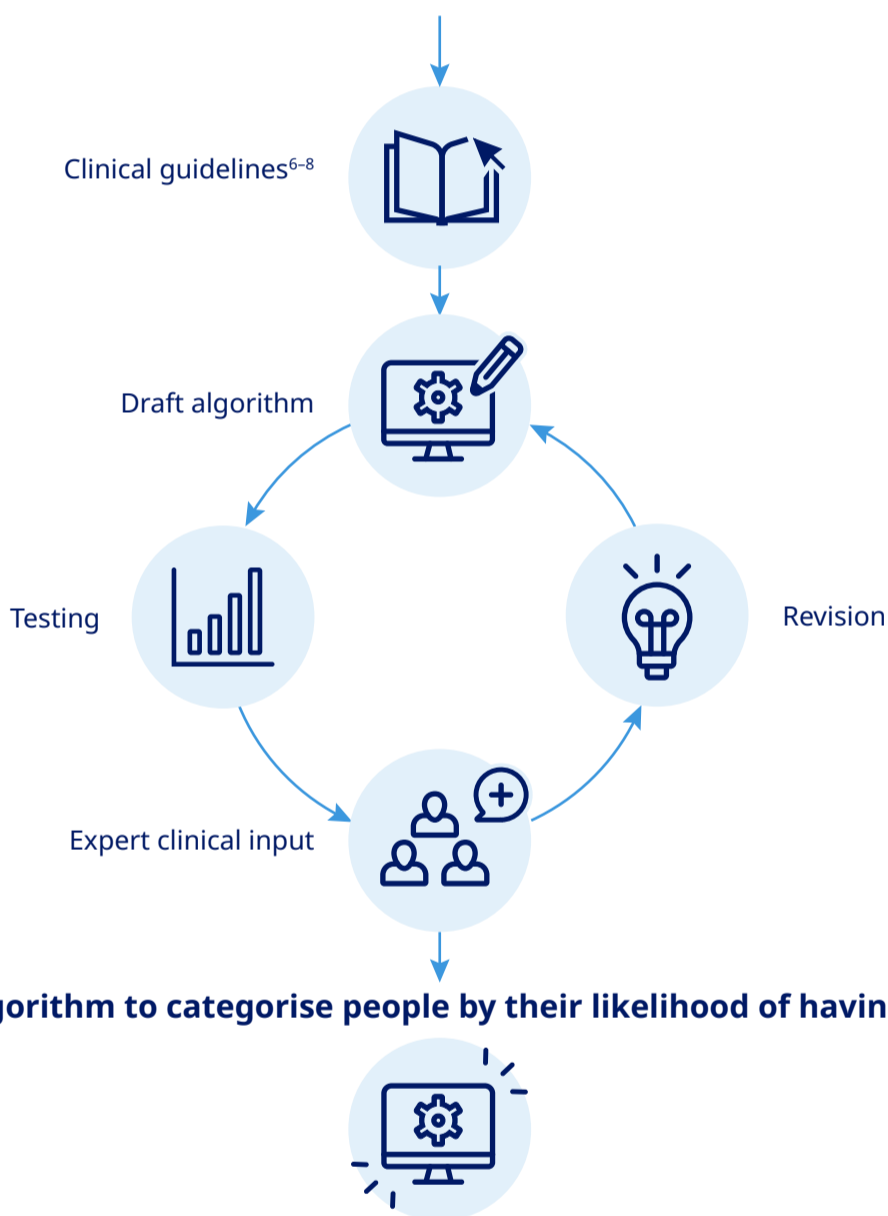 Clinical guidelines⁶⁻⁸
Draft algorithm
Testing
Revision
Expert clinical input
gorithm to categorise people by their likelihood of havin